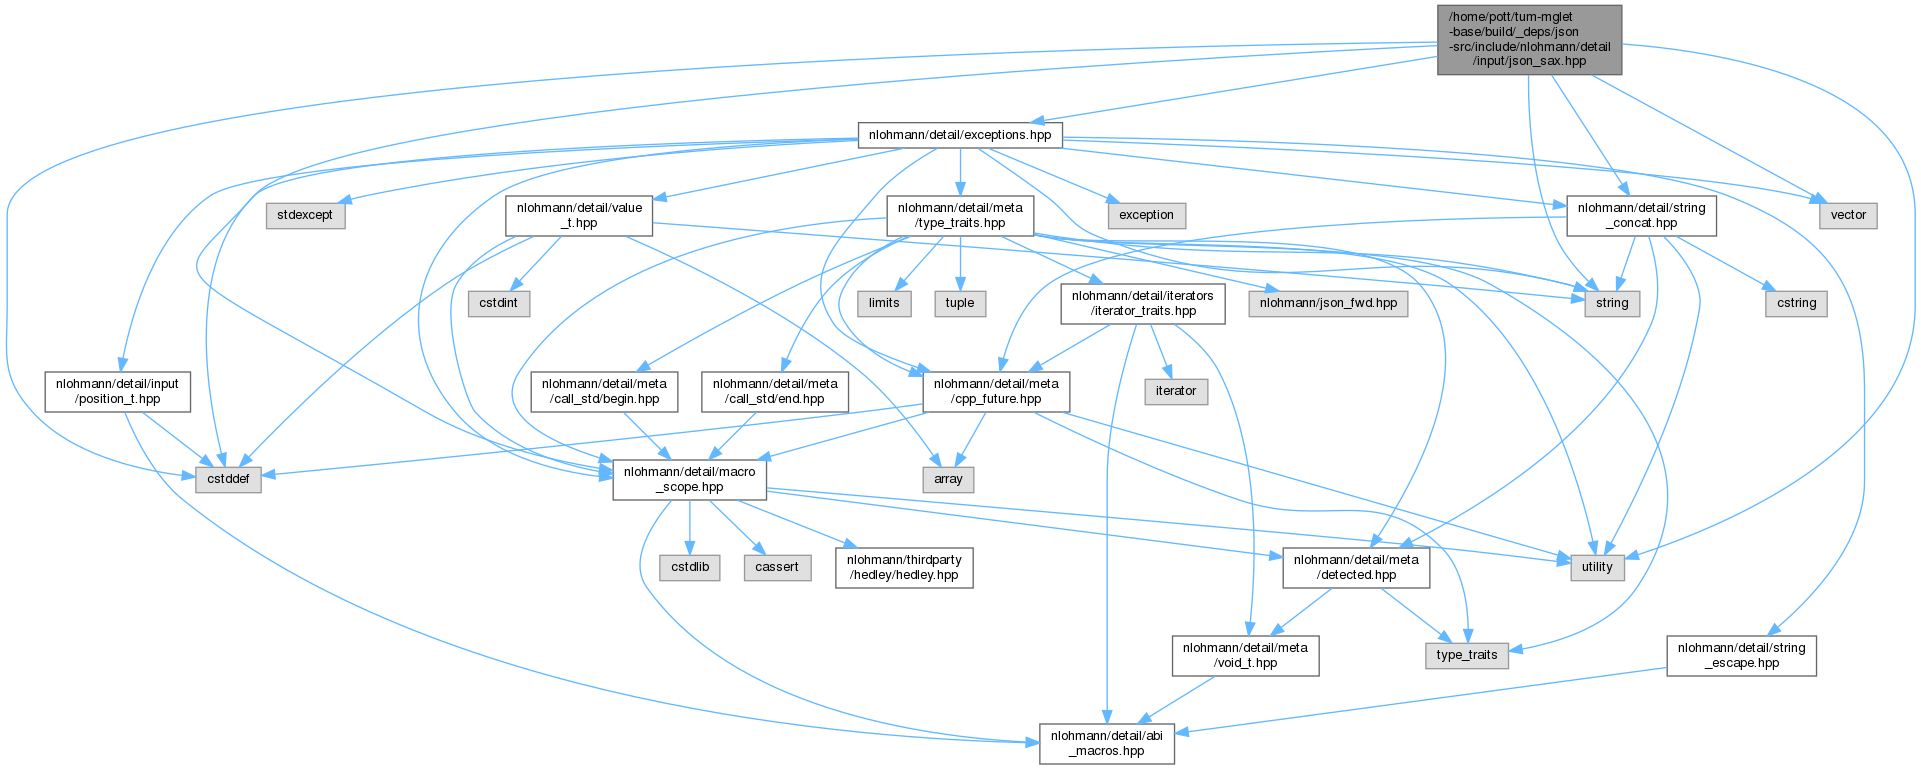 /home/pott/tum-mglet
-base/build/_deps/json
-src/include/nlohmann/detail
/input/json_sax.hpp
nlohmann/detail/exceptions.hpp
stdexcept
nlohmann/detail/value
_t.hpp
nlohmann/detail/meta
/type_traits.hpp
exception
nlohmann/detail/string
_concat.hpp
vector
cstdint
limits
tuple
nlohmann/detail/iterators
/iterator_traits.hpp
nlohmann/json_fwd.hpp
string
cstring
nlohmann/detail/input
/position_t.hpp
nlohmann/detail/meta
/call_std/begin.hpp
nlohmann/detail/meta
/call_std/end.hpp
nlohmann/detail/meta
/cpp_future.hpp
iterator
cstddef
nlohmann/detail/macro
_scope.hpp
array
cstdlib
cassert
nlohmann/thirdparty
/hedley/hedley.hpp
nlohmann/detail/meta
/detected.hpp
utility
nlohmann/detail/meta
/void_t.hpp
type_traits
nlohmann/detail/string
_escape.hpp
nlohmann/detail/abi
_macros.hpp